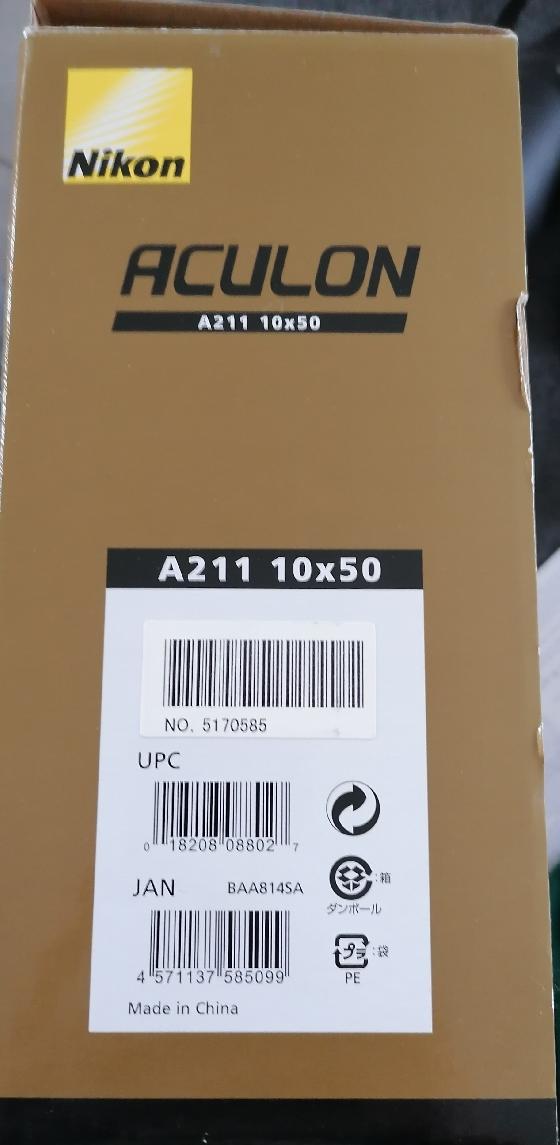 Nikon
ACULON
A211 10x50
A211 10x50
NO. 5170585
UPC
0 18208 08802 7
JAN BAA814SA
:箱
ダンボール
4 571137 585099
プラ :袋
PE
Made in China